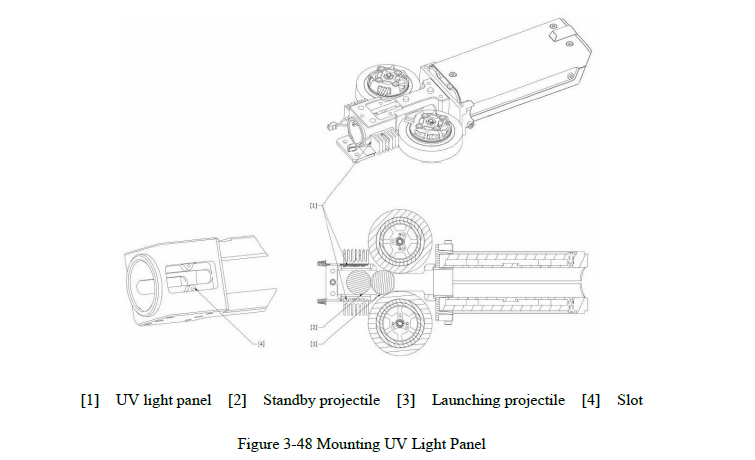 [1]
[4]
[2]
[3]
[1] UV light panel [2] Standby projectile [3] Launching projectile [4] Slot
Figure 3-48 Mounting UV Light Panel